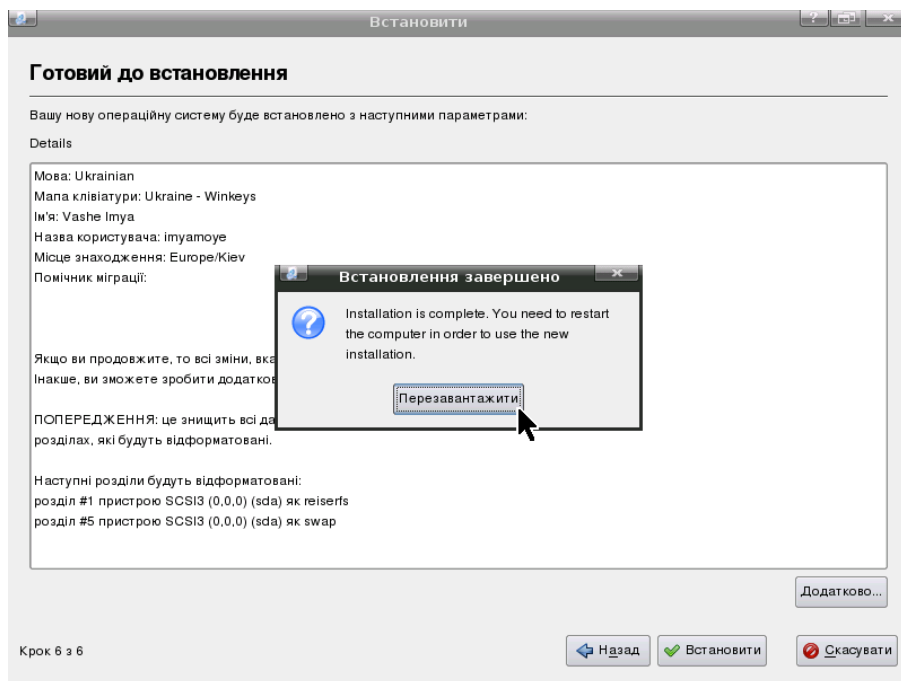 Встановити
Готовий до встановлення
Вашу нову операційну систему буде встановлено з наступними параметрами:
Details
Мова: Ukrainian
Мапа клівіатури: Ukraine - Winkeys
Ім'я: Vashe Imya
Назва користувача: imyamoye
Місце знаходження: Europe/Kiev
Помічник міграції:
Якщо ви продовжите, то всі зміни,
Інакше, ви зможете зробити
ПОПЕРЕДЖЕННЯ: це знищить всі
розділах, які будуть відформатовані.
Наступні розділи будуть відформатовані:
розділ #1 пристрою SCSI3 (0,0,0) (sda) як reiserfs
розділ #5 пристрою SCSI3 (0,0,0) (sda) як swap
Встановлення завершено
Installation is complete. You need to restart
the computer in order to use the new
installation.
Перезавантажити
Додатково...
Крок 6 з 6
Назад
Встановити
Скасувати